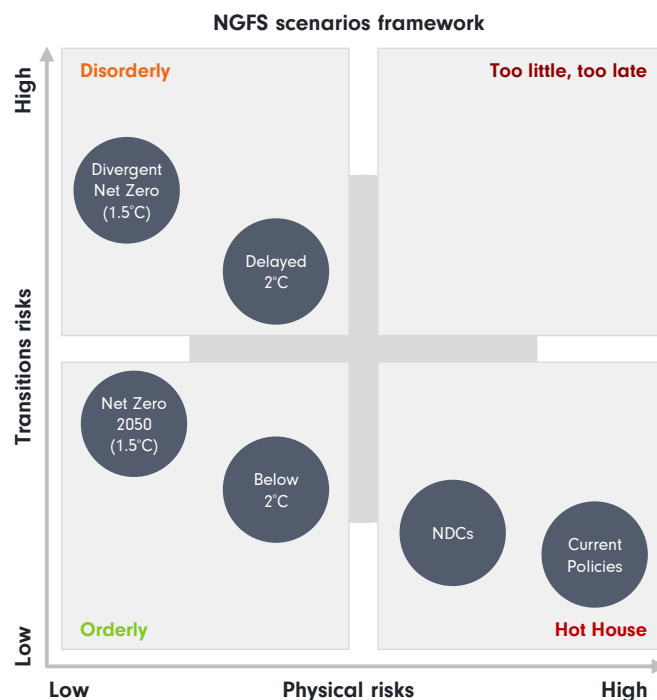 NGFS scenarios framework
High
Disorderly
Too little, too late
Divergent
Net Zero
(1.5°C)
Delayed
2°C
Transitions risks
Net Zero
2050
(1.5°C)
Below
2°C
NDCs
Current
Policies
Low
Orderly
Hot House
Low
Physical risks
High